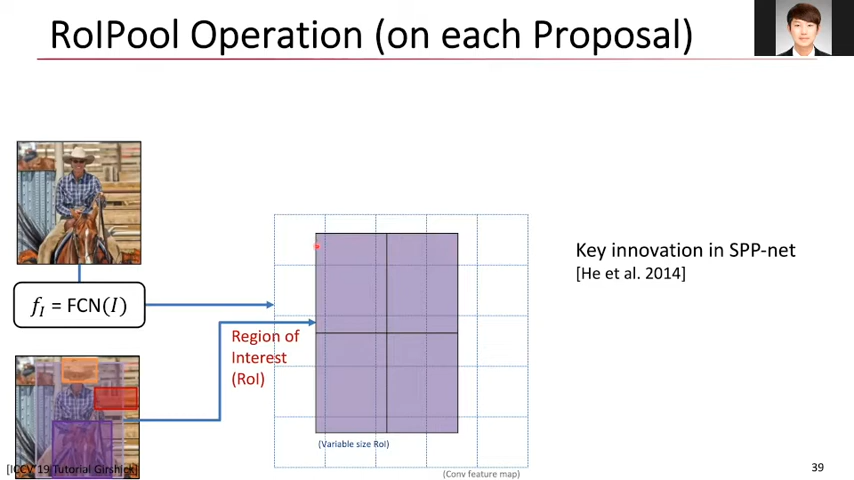 RoIPool Operation (on each Proposal)
f_I = FCN(I)
Key innovation in SPP-net
[He et al. 2014]
Region of
Interest
(RoI)
(Variable size RoI)
[ICCV'19 Tutorial Girshick]
(Conv feature map)
39